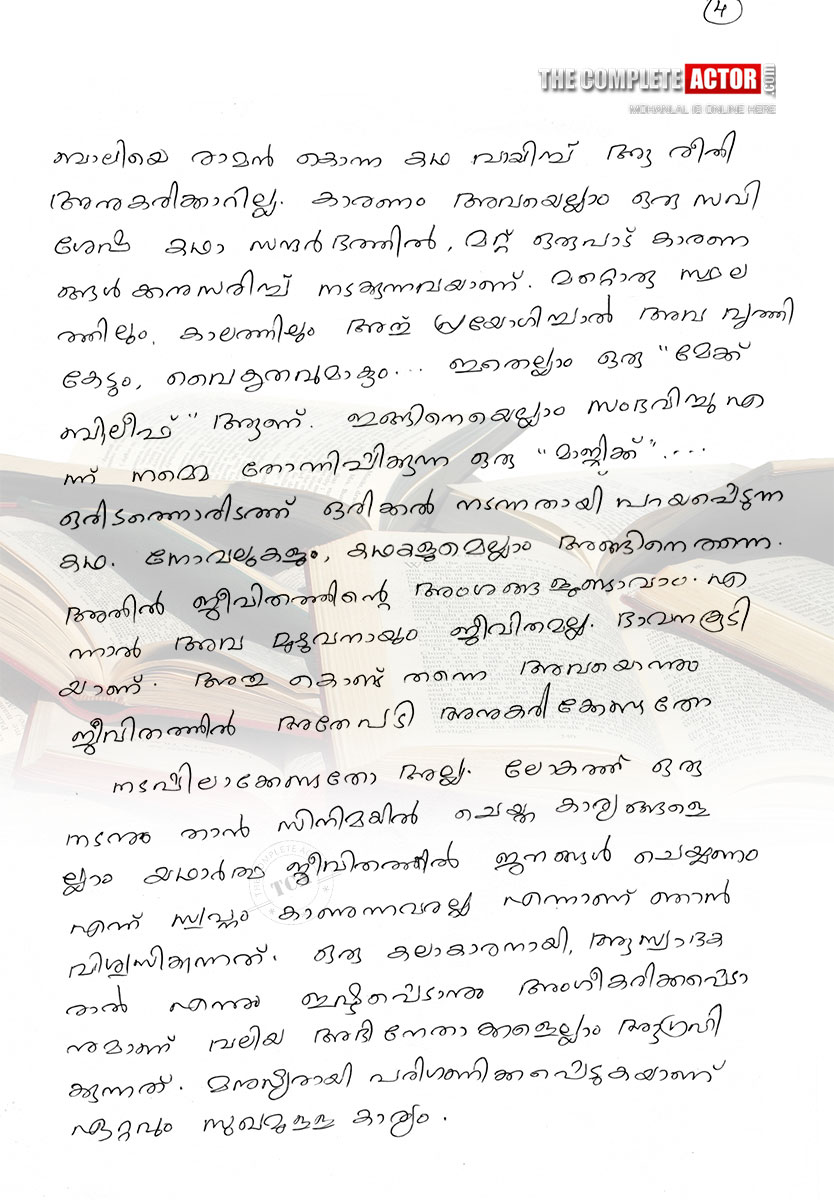 4
THE COMPLETE ACTOR .COM
MOHANLAL IS ONLINE HERE
ബാലിയെ രാമൻ കൊന്ന കഥ വായിച്ച് ആ രീതി
അനുകരിക്കാറില്ല. കാരണം അവയെല്ലാം ഒരു സവി
ശേഷ കഥാ സന്ദർഭത്തിൽ, മറ്റ് ഒരുപാട് കാരണ
ങ്ങൾക്കനുസരിച്ച് നടക്കുന്നവയാണ്. മറ്റൊരു സ്ഥല
ത്തിലും, കാലത്തിലും അത് പ്രയോഗിച്ചാൽ അവ വൃത്തി
കേടും, വൈകൃതവുമാകും... ഇതെല്ലാം ഒരു "മേക്ക്
ബിലീഫ്" ആണ്. ഇങ്ങിനെയെല്ലാം സംഭവിച്ചു എ
ന്ന് നമ്മെ തോന്നിപ്പിക്കുന്ന ഒരു "മാജിക്ക്"....
ഒരിടത്തൊരിടത്ത് ഒരിക്കൽ നടന്നതായ് പറയപ്പെടുന്ന
കഥ. നോവലുകളും, കഥകളുമെല്ലാം അങ്ങിനെത്തന്നെ.
അതിൽ ജീവിതത്തിന്റെ അംശങ്ങളുണ്ടാവാം. എ
ന്നാൽ അവ മുഴുവനായും ജീവിതമല്ല. ഭാവനകൂടി
യാണ്. അതു കൊണ്ട് തന്നെ അവയൊന്നും
ജീവിതത്തിൽ അതേപടി അനുകരിക്കേണ്ടതോ
നടപ്പിലാക്കേണ്ടതോ അല്ല. ലോകത്ത് ഒരു
നടനും താൻ സിനിമയിൽ ചെയ്ത കാര്യങ്ങളെ
ല്ലാം യഥാർത്ഥ ജീവിതത്തിൽ ജനങ്ങൾ ചെയ്യണം
എന്ന് സ്വപ്നം കാണുന്നവരല്ല എന്നാണ് ഞാൻ
വിശ്വസിക്കുന്നത്. ഒരു കലാകാരനായി, ആസ്വാദക
രാൽ എന്നും ഇഷ്ടപ്പെടാനും അംഗീകരിക്കപ്പെടാ
നുമാണ് വലിയ അഭിനേതാക്കളെല്ലാം ആഗ്രഹി
ക്കുന്നത്. മനുഷ്യരായി പരിഗണിക്കപ്പെടുകയാണ്
ഏറ്റവും സുഖമുള്ള കാര്യം.